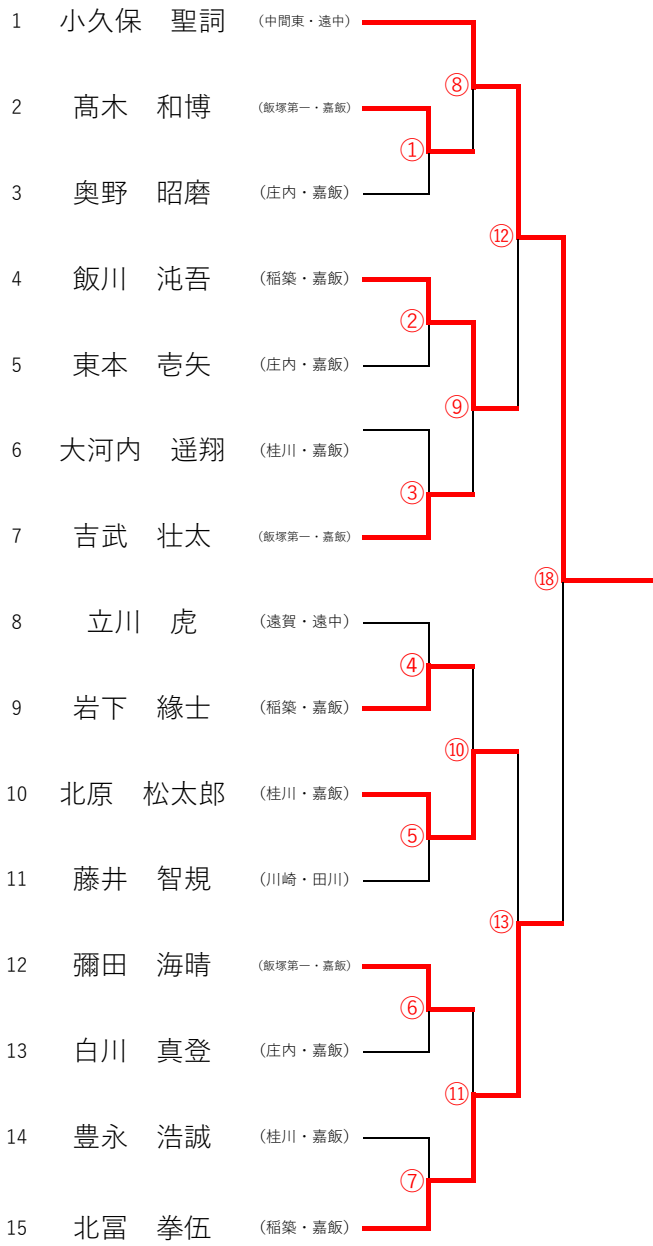 1 小久保　聖詞 （中間東・遠中）
⑧
2 髙木　和博 （飯塚第一・嘉飯）
①
3 奥野　昭磨 （庄内・嘉飯）
⑫
4 飯川　沌吾 （稲築・嘉飯）
②
5 東本　壱矢 （庄内・嘉飯）
⑨
6 大河内　遥翔 （桂川・嘉飯）
③
7 吉武　壮太 （飯塚第一・嘉飯）
⑱
8 立川　虎 （遠賀・遠中）
④
9 岩下　緣士 （稲築・嘉飯）
⑩
10 北原　松太郎 （桂川・嘉飯）
⑤
11 藤井　智規 （川崎・田川）
⑬
12 彌田　海晴 （飯塚第一・嘉飯）
⑥
13 白川　真登 （庄内・嘉飯）
⑪
14 豊永　浩誠 （桂川・嘉飯）
⑦
15 北冨　拳伍 （稲築・嘉飯）